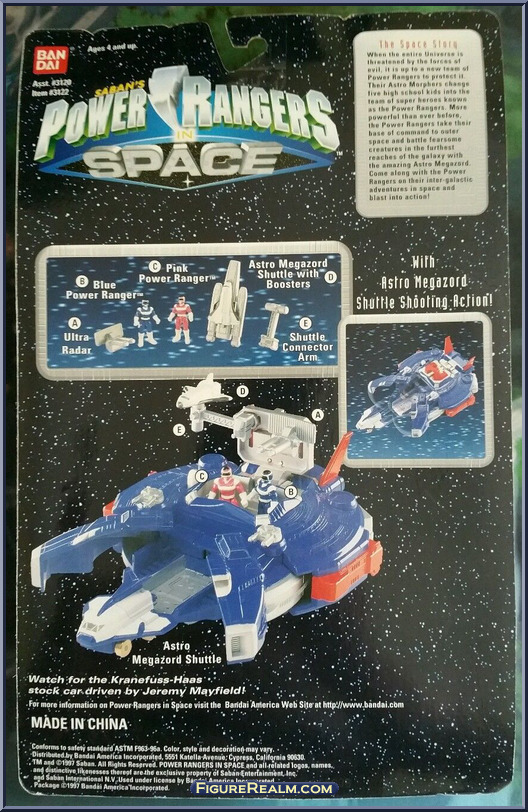 BAN
DAI
Ages 4 and up.
Asst. #3120
Item #3122
SABAN'S
POWER RANGERS
IN
SPACE
™
The Space Story
When the entire Universe is
threatened by the forces of
evil, it is up to a new team of
Power Rangers to protect it.
Their Astro Morphers change
five high school kids into the
team of super heroes known
as the Power Rangers. More
powerful than ever before,
the Power Rangers take their
base of command to outer
space and battle fearsome
creatures in the furthest
reaches of the galaxy with
the amazing Astro Megazord.
Come along with the Power
Rangers on their inter-galactic
adventures in space and
blast into action!
A
Ultra
Radar
B Blue
Power Ranger™
C Pink
Power Ranger™
Astro Megazord
Shuttle with D
Boosters
E
Shuttle
Connector
Arm
With
Astro Megazord
Shuttle Shooting Action!
D
A
E
C
B
Astro
Megazord Shuttle
Watch for the Kranefuss-Haas
stock car driven by Jeremy Mayfield!
For more information on Power Rangers in Space visit the Bandai America Web Site at http://www.bandai.com
MADE IN CHINA
Conforms to safety standard ASTM F963-96a. Color, style and decoration may vary.
Distributed by Bandai America Incorporated, 5551 Katella Avenue, Cypress, California 90630.
TM and ©1997 Saban. All Rights Reserved. POWER RANGERS IN SPACE and all related logos, names,
and distinctive likenesses thereof are the exclusive property of Saban Entertainment, Inc.
and Saban International N.V. Used under license by Bandai America Incorporated.
Package ©1997 Bandai America Incorporated.
FIGUREREALM.COM